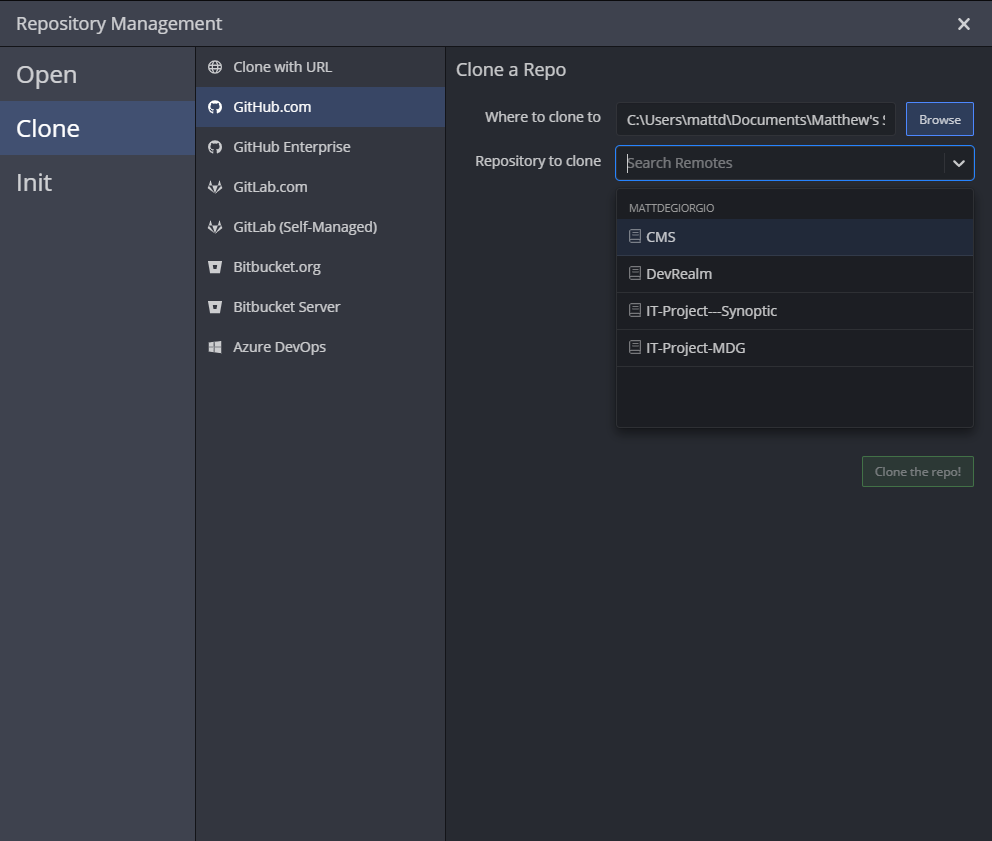 Repository Management
Open
Clone
Init
Clone with URL
GitHub.com
GitHub Enterprise
GitLab.com
GitLab (Self-Managed)
Bitbucket.org
Bitbucket Server
Azure DevOps
Clone a Repo
Where to clone to
C:\Users\mattd\Documents\Matthew's
Browse
Repository to clone
Search Remotes
MATTDEGIORGIO
CMS
DevRealm
IT-Project---Synoptic
IT-Project-MDG
Clone the repo!